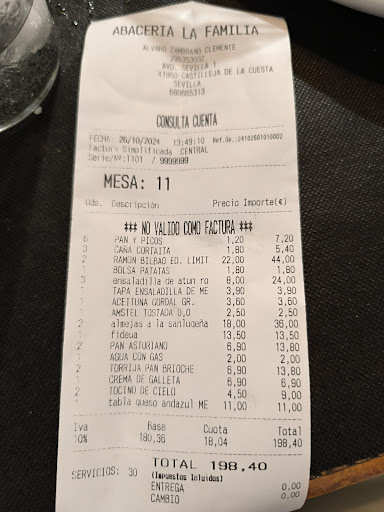 ABACERIA LA FAMILIA
ALVARO ZAMBRANO CLEMENTE
AVD. SEVILLA 1
41950 CASTILLEJA DE LA CUESTA
SEVILLA
CONSULTA CUENTA
FECHA: 26/10/2024 13:49:10 Ref.de.:24102601010002
Factura Simplificada CENTRAL
Serie/Nº:T101 / 9999999
MESA: 11
Uds. Descripción Precio Importe(€)
### NO VALIDO COMO FACTURA ###
6 PAN Y PICOS 1,20 7,20
3 CAÑA CORTAITA 1,80 5,40
2 RAMON BILBAO ED. LIMIT 22,00 44,00
1 BOLSA PATATAS 1,80 1,80
3 ensaladilla de atun ro 8,00 24,00
1 TAPA ENSALADILLA DE ME 3,90 3,90
1 ACEITUNA GORDAL GR. 3,60 3,60
1 AMSTEL TOSTADA 0,0 2,50 2,50
2 almejas a la sanluqeña 18,00 36,00
1 fideua 13,50 13,50
2 PAN ASTURIANO 6,90 13,80
1 AGUA CON GAS 2,00 2,00
2 TORRIJA PAN BRIOCHE 6,90 13,80
1 CREMA DE GALLETA 6,90 6,90
2 TOCINO DE CIELO 4,50 9,00
1 tabla queso andazul ME 11,00 11,00
Iva Base Cuota Total
10% 180,36 18,04 198,40
TOTAL 198,40
SERVICIOS: 30 (Impuestos Incluidos)
ENTREGA 0,00
CAMBIO 0,00